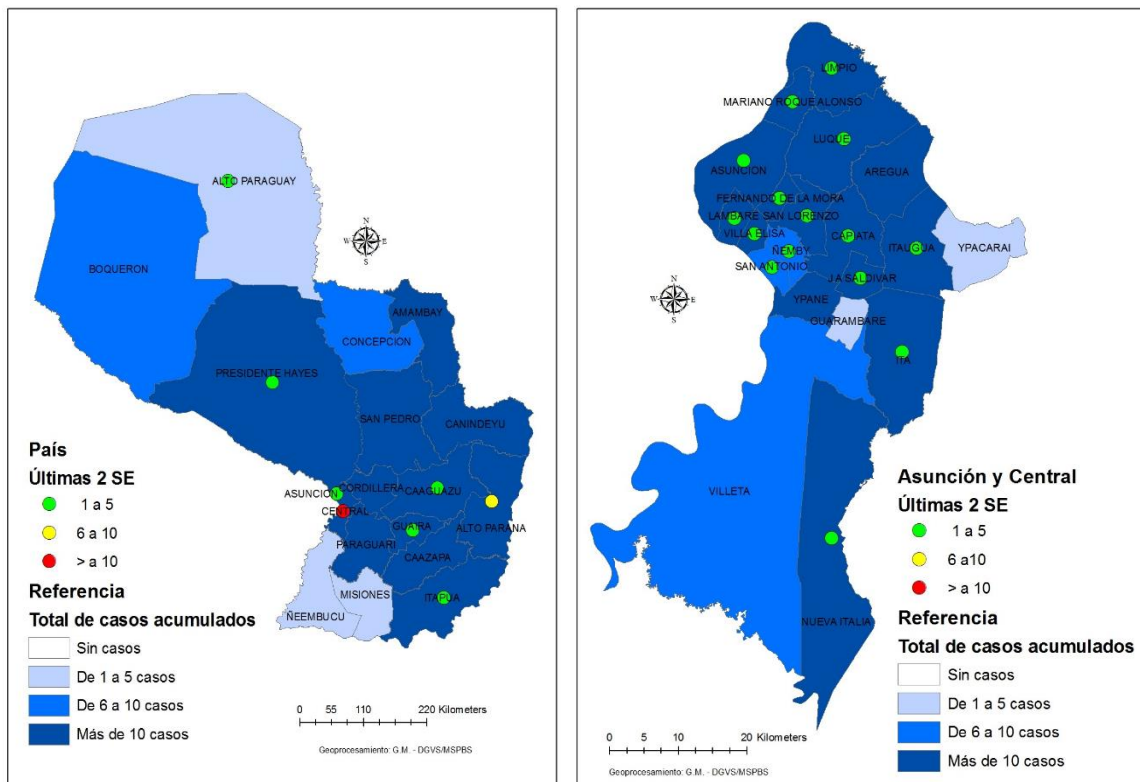 ALTO PARAGUAY
BOQUERON
N
W E
S
AMAMBAY
CONCEPCION
PRESIDENTE HAYES
SAN PEDRO
CANINDEYU
ASUNCION
CORDILLERA
CAAGUAZU
CENTRAL
ALTO PARANA
GUAIRA
PARAGUARI
CAAZAPA
MISIONES
ITAPUA
ÑEEMBUCU
País
Últimas 2 SE
1 a 5
6 a 10
> a 10
Referencia
Total de casos acumulados
Sin casos
De 1 a 5 casos
De 6 a 10 casos
Más de 10 casos
0 55 110 220 Kilometers
Geoprocesamiento: G.M. - DGVS/MSPBS
LIMPIO
MARIANO ROQUE ALONSO
LUQUE
ASUNCION
AREGUA
FERNANDO DE LA MORA
LAMBARE SAN LORENZO
VILLA ELISA
CAPIATA
ITAUGUA
YPACARAI
ÑEMBY
SAN ANTONIO
J A SALDIVAR
YPANE
GUARAMBARE
N
W E
S
ITA
VILLETA
NUEVA ITALIA
Asunción y Central
Últimas 2 SE
1 a 5
6 a10
> a 10
Referencia
Total de casos acumulados
Sin casos
De 1 a 5 casos
De 6 a 10 casos
Más de 10 casos
0 5 10 20 Kilometers
Geoprocesamiento: G.M. - DGVS/MSPBS